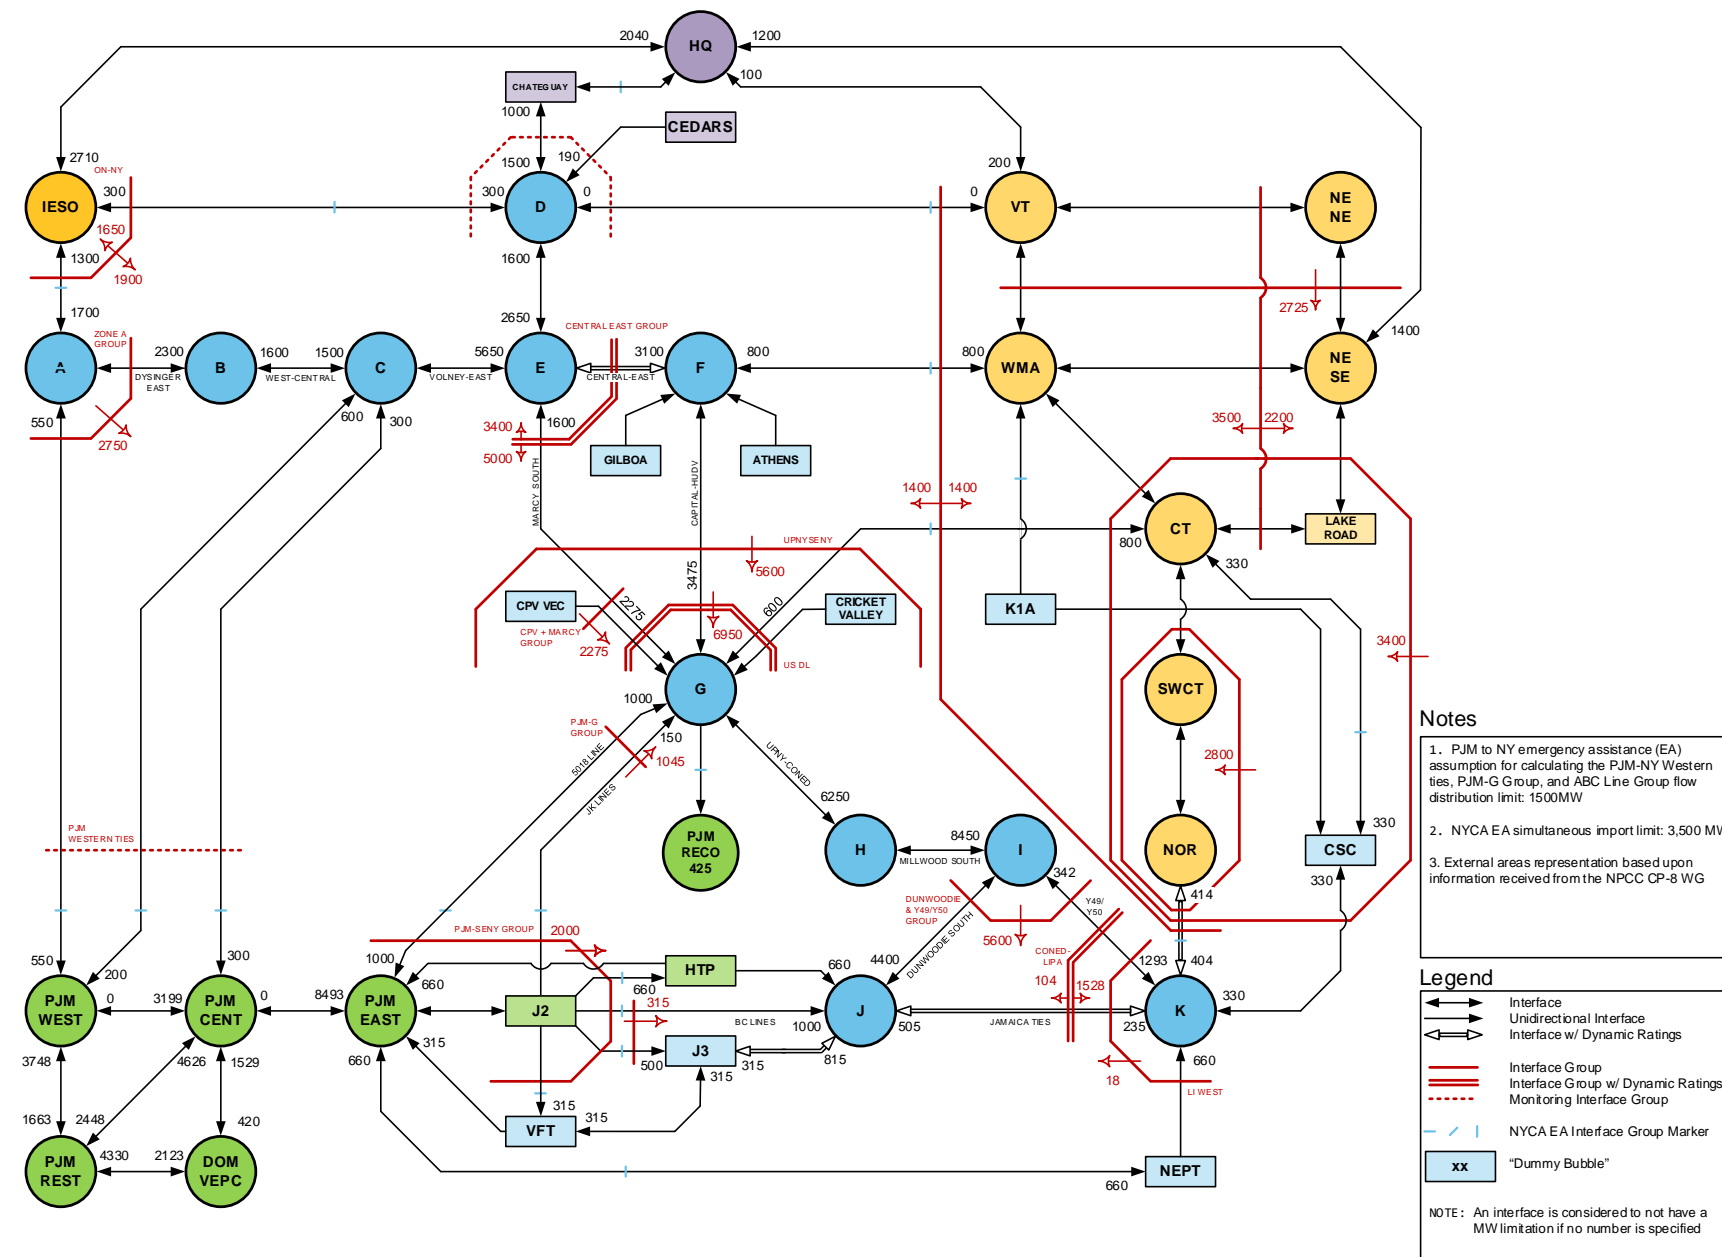 2040
HQ
1200
100
CHATEGUAY
1000
CEDARS
190
1500
2710
ON-NY
200
IESO
300
300
D
0
0
VT
NE
NE
1650
1300
1900
1600
2725
1700
2650
1400
ZONE A
GROUP
CENTRAL EAST GROUP
A
2300
B
1600
1500
C
5650
E
3100
F
800
800
WMA
NE
SE
DYSINGER
EAST
WEST-CENTRAL
VOLNEY-EAST
CENTRAL-EAST
550
600
300
1600
2750
3400
5000
3500
2200
GILBOA
ATHENS
MARCY SOUTH
CAPITAL-HUDV
1400
1400
CT
LAKE
ROAD
800
UPNYSENY
330
5600
3475
2275
600
CPV VEC
CRICKET
VALLEY
K1A
CPV + MARCY
GROUP
2275
6950
US DL
3400
G
SWCT
1000
PJM-G
GROUP
150
1045
5018 LINE
JK LINES
UPNY-CONED
2800
6250
PJM
WESTERN TIES
PJM
RECO
425
H
8450
I
MILLWOOD SOUTH
342
NOR
330
CSC
330
414
DUNWOODIE
& Y49/Y50
GROUP
Y49/
Y50
DUNWOODIE SOUTH
5600
PJM-SENY GROUP
2000
CONED-
LIPA
550
200
300
1000
660
HTP
660
660
4400
104
1528
1293
404
PJM
WEST
0
3199
PJM
CENT
0
8493
PJM
EAST
J2
315
BC LINES
1000
J
505
JAMAICA TIES
235
K
330
3748
4626
1529
660
315
500
J3
315
815
315
18
660
LI WEST
1663
2448
420
315
VFT
315
PJM
REST
4330
2123
DOM
VEPC
660
NEPT
Notes
1. PJM to NY emergency assistance (EA)
assumption for calculating the PJM-NY Western
ties, PJM-G Group, and ABC Line Group flow
distribution limit: 1500MW
2. NYCA EA simultaneous import limit: 3,500 MW
3. External areas representation based upon
information received from the NPCC CP-8 WG
Legend
Interface
Unidirectional Interface
Interface w/ Dynamic Ratings
Interface Group
Interface Group w/ Dynamic Ratings
Monitoring Interface Group
NYCA EA Interface Group Marker
xx
“Dummy Bubble”
NOTE: An interface is considered to not have a
MW limitation if no number is specified